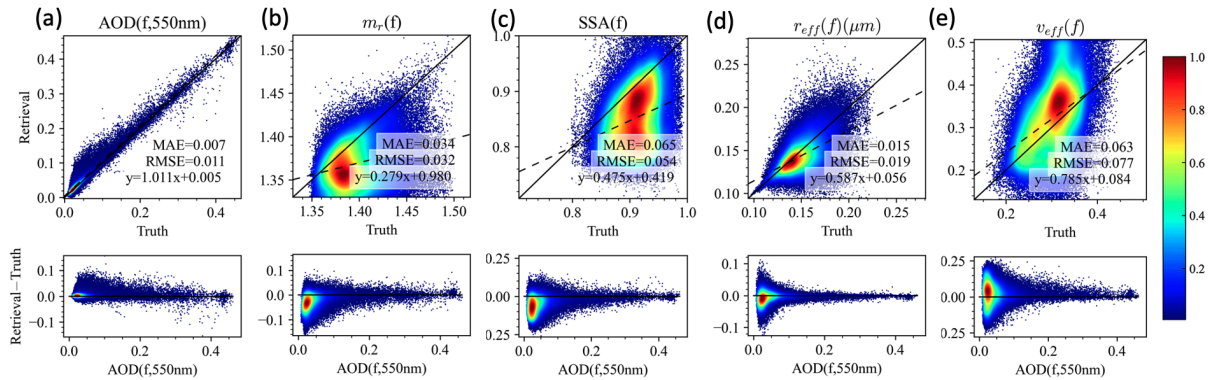 (a) AOD(f,550nm)
0.4
0.3
0.2
0.1
0.0
Retrieval
MAE=0.007
RMSE=0.011
y=1.011x+0.005
0.0 0.2 0.4
Truth
(b) m_r(f)
1.50
1.45
1.40
1.35
MAE=0.034
RMSE=0.032
y=0.279x+0.980
1.35 1.40 1.45 1.50
Truth
(c) SSA(f)
1.0
0.9
0.8
MAE=0.065
RMSE=0.054
y=0.475x+0.419
0.8 0.9 1.0
Truth
(d) r_eff(f)(μm)
0.25
0.20
0.15
0.10
MAE=0.015
RMSE=0.019
y=0.587x+0.056
0.10 0.15 0.20 0.25
Truth
(e) v_eff(f)
0.5
0.4
0.3
0.2
MAE=0.063
RMSE=0.077
y=0.785x+0.084
0.2 0.4
Truth
1.0
0.8
0.6
0.4
0.2
Retrieval−Truth
0.1
0.0
−0.1
0.0 0.2 0.4
AOD(f,550nm)
0.1
0.0
−0.1
0.0 0.2 0.4
AOD(f,550nm)
0.25
0.00
0.25
0.0 0.2 0.4
AOD(f,550nm)
0.1
0.0
−0.1
0.0 0.2 0.4
AOD(f,550nm)
0.25
0.00
0.25
0.0 0.2 0.4
AOD(f,550nm)